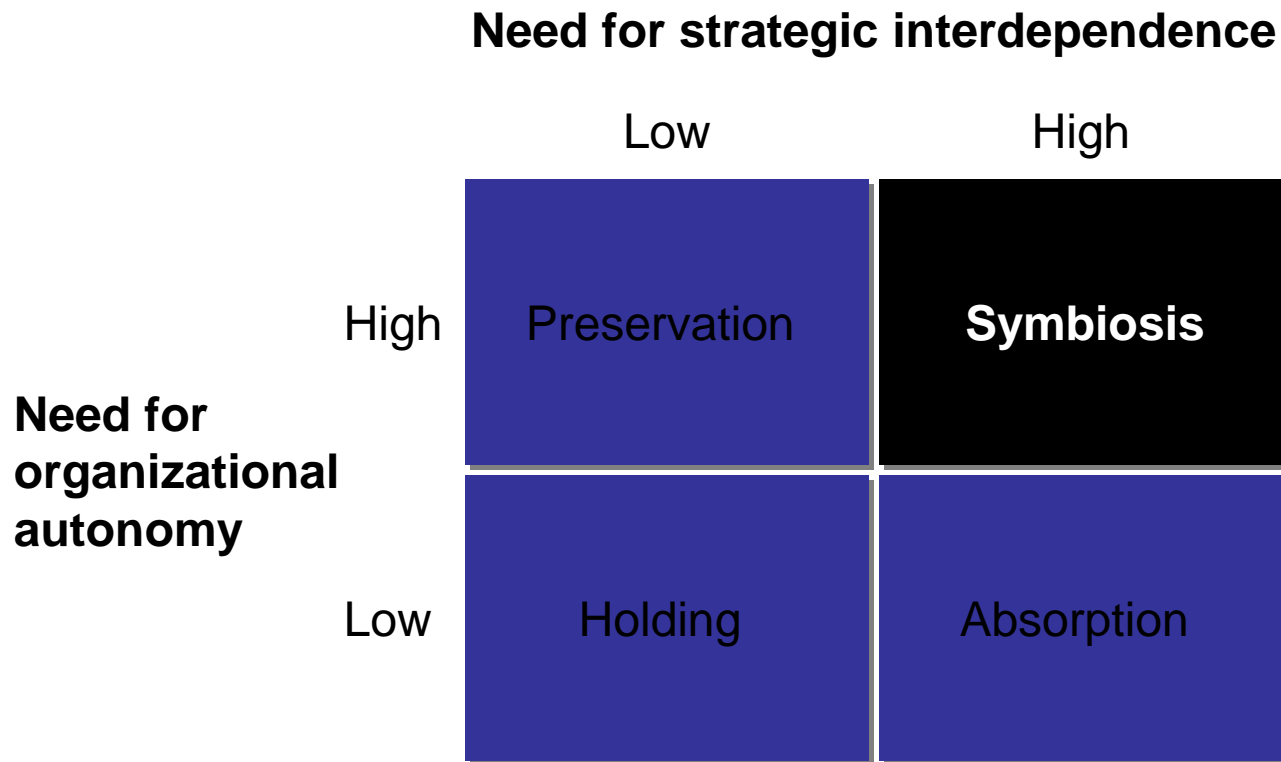 Need for strategic interdependence
Low High
High Preservation Symbiosis
Need for
organizational
autonomy
Low Holding Absorption